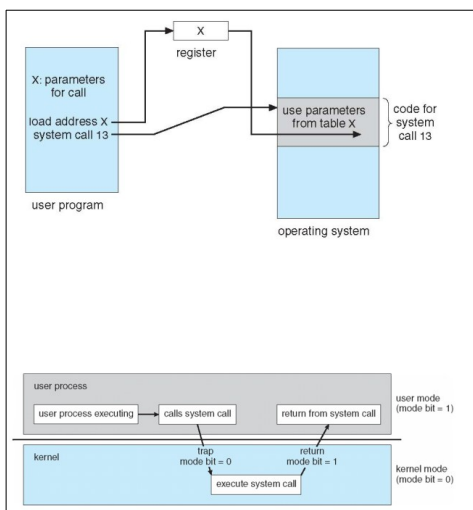 X
register
X: parameters
for call
load address X
system call 13
use parameters
from table X
code for
system
call 13
user program
operating system
user process
user process executing
calls system call
return from system call
user mode
(mode bit = 1)
kernel
trap
mode bit = 0
return
mode bit = 1
execute system call
kernel mode
(mode bit = 0)